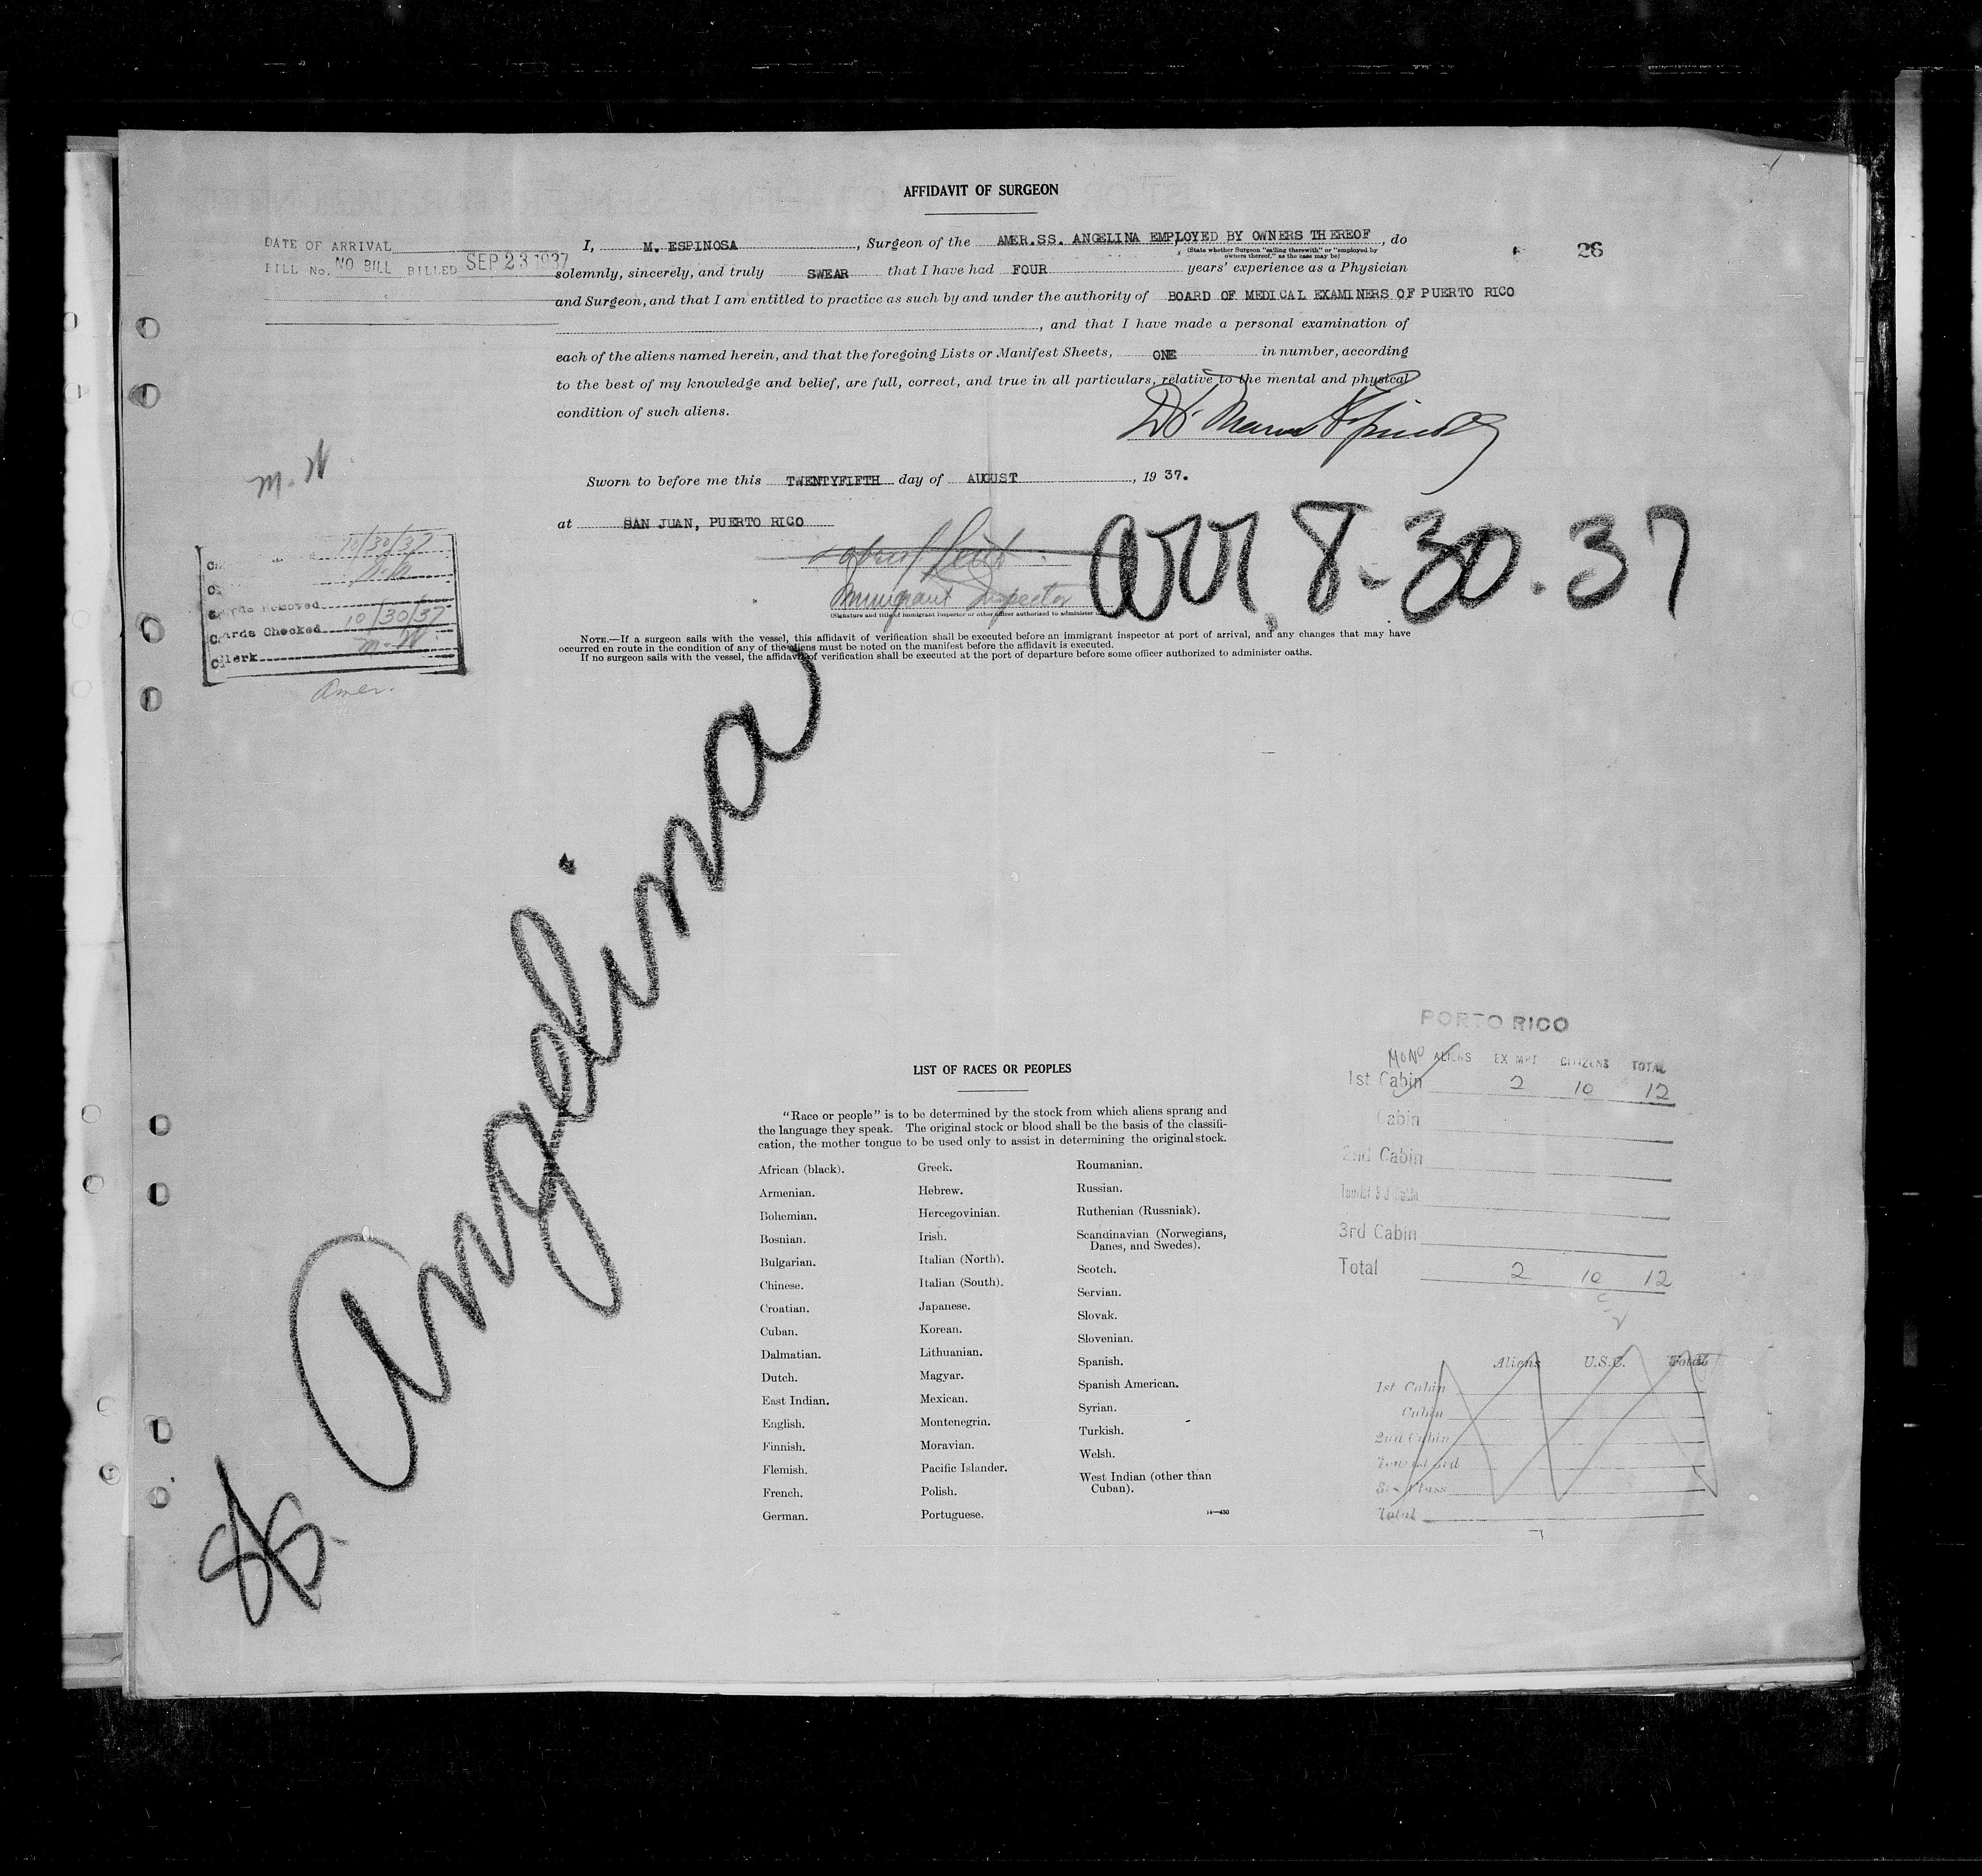 AFFIDAVIT OF SURGEON
DATE OF ARRIVAL
BILL No. NO BILL BILLED SEP 23 1937
26
I, M. ESPINOSA, Surgeon of the AMER.SS. ANGELINA EMPLOYED BY OWNERS THEREOF, do
(State whether Surgeon "sailing therewith" or "employed by
owners thereof," as the case may be)
solemnly, sincerely, and truly SWEAR that I have had FOUR years' experience as a Physician
and Surgeon, and that I am entitled to practice as such by and under the authority of BOARD OF MEDICAL EXAMINERS OF PUERTO RICO
, and that I have made a personal examination of
each of the aliens named herein, and that the foregoing Lists or Manifest Sheets, ONE in number, according
to the best of my knowledge and belief, are full, correct, and true in all particulars, relative to the mental and physical
condition of such aliens.
Sworn to before me this TWENTYFIFTH day of AUGUST, 19 37.
at SAN JUAN, PUERTO RICO
Immigrant Inspector
(Signature and title of immigrant inspector or other officer authorized to administer
arr, 8-30.37
M. W
10/30/37
Cards Checked 10/30/37
Clerk M. W.
Amer.
NOTE.—If a surgeon sails with the vessel, this affidavit of verification shall be executed before an immigrant inspector at port of arrival, and any changes that may have
occurred en route in the condition of any of the aliens must be noted on the manifest before the affidavit is executed.
If no surgeon sails with the vessel, the affidavit of verification shall be executed at the port of departure before some officer authorized to administer oaths.
SS. Angelina
LIST OF RACES OR PEOPLES
"Race or people" is to be determined by the stock from which aliens sprang and
the language they speak. The original stock or blood shall be the basis of the classifi-
cation, the mother tongue to be used only to assist in determining the original stock.
African (black).
Armenian.
Bohemian.
Bosnian.
Bulgarian.
Chinese.
Croatian.
Cuban.
Dalmatian.
Dutch.
East Indian.
English.
Finnish.
Flemish.
French.
German.
Greek.
Hebrew.
Hercegovinian.
Irish.
Italian (North).
Italian (South).
Japanese.
Korean.
Lithuanian.
Magyar.
Mexican.
Montenegrin.
Moravian.
Pacific Islander.
Polish.
Portuguese.
Roumanian.
Russian.
Ruthenian (Russniak).
Scandinavian (Norwegians,
Danes, and Swedes).
Scotch.
Servian.
Slovak.
Slovenian.
Spanish.
Spanish American.
Syrian.
Turkish.
Welsh.
West Indian (other than
Cuban).
14—430
PORTO RICO
ALIENS EXMPT CITIZENS TOTAL
1st Cabin 2 10 12
Cabin
2nd Cabin
3rd Cabin
Total 2 10 12
Aliens U.S.C. Total
1st Cabin
Cabin
2nd Cabin
Total